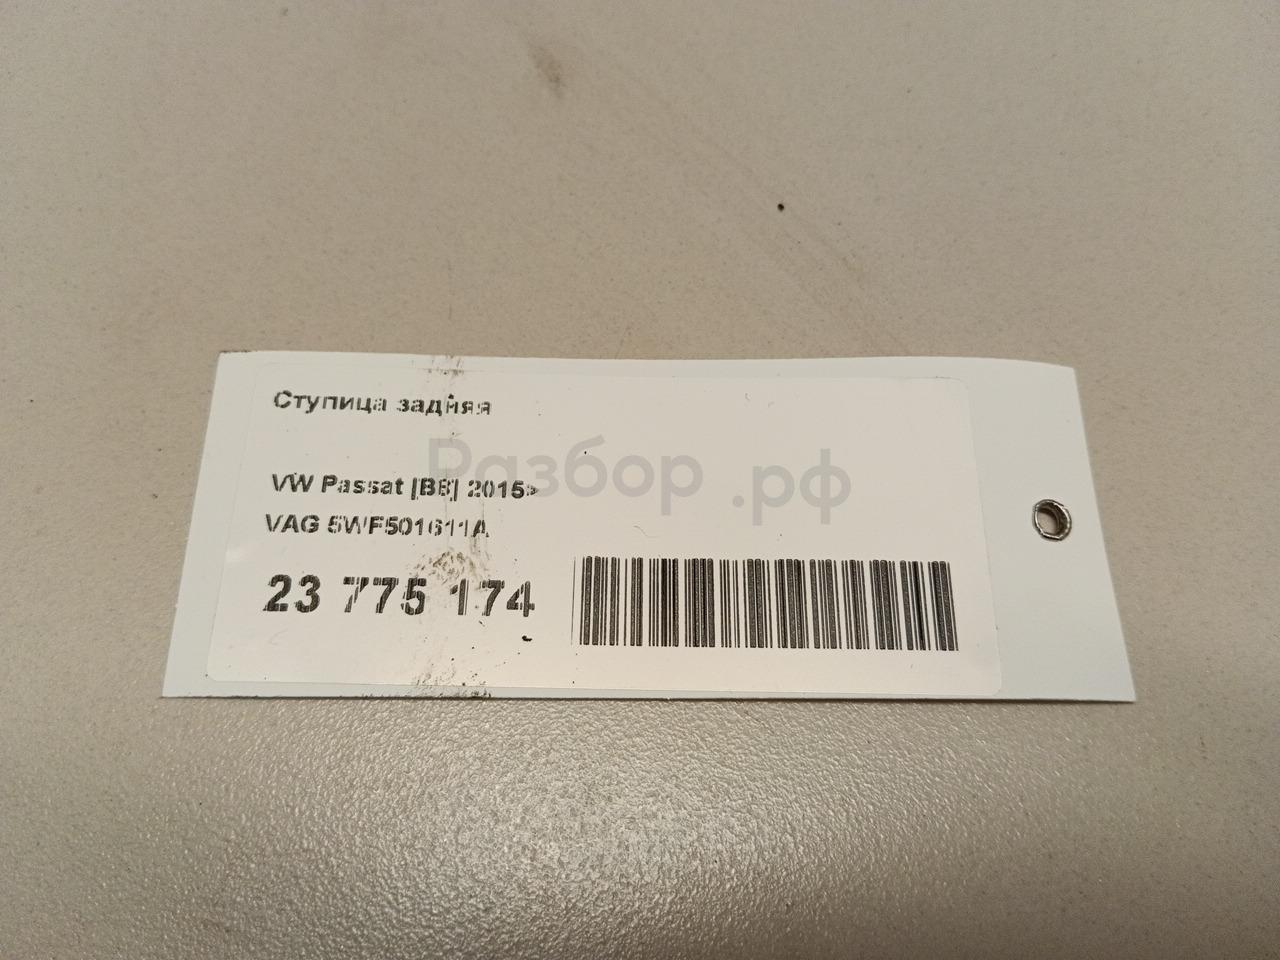 Ступица задняя
Разбор.рф
VW Passat [B8] 2015>
VAG 5WF501611A
23 775 174